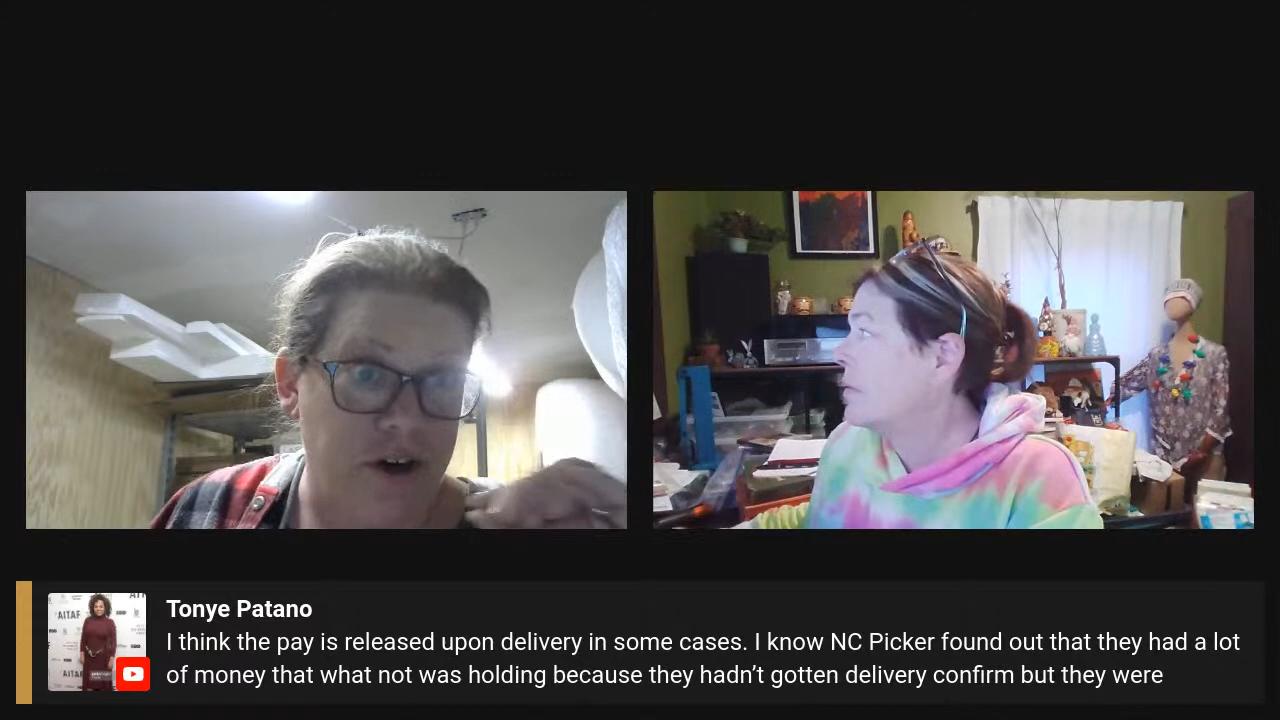 Tonye Patano
I think the pay is released upon delivery in some cases. I know NC Picker found out that they had a lot
of money that what not was holding because they hadn't gotten delivery confirm but they were
AITAF